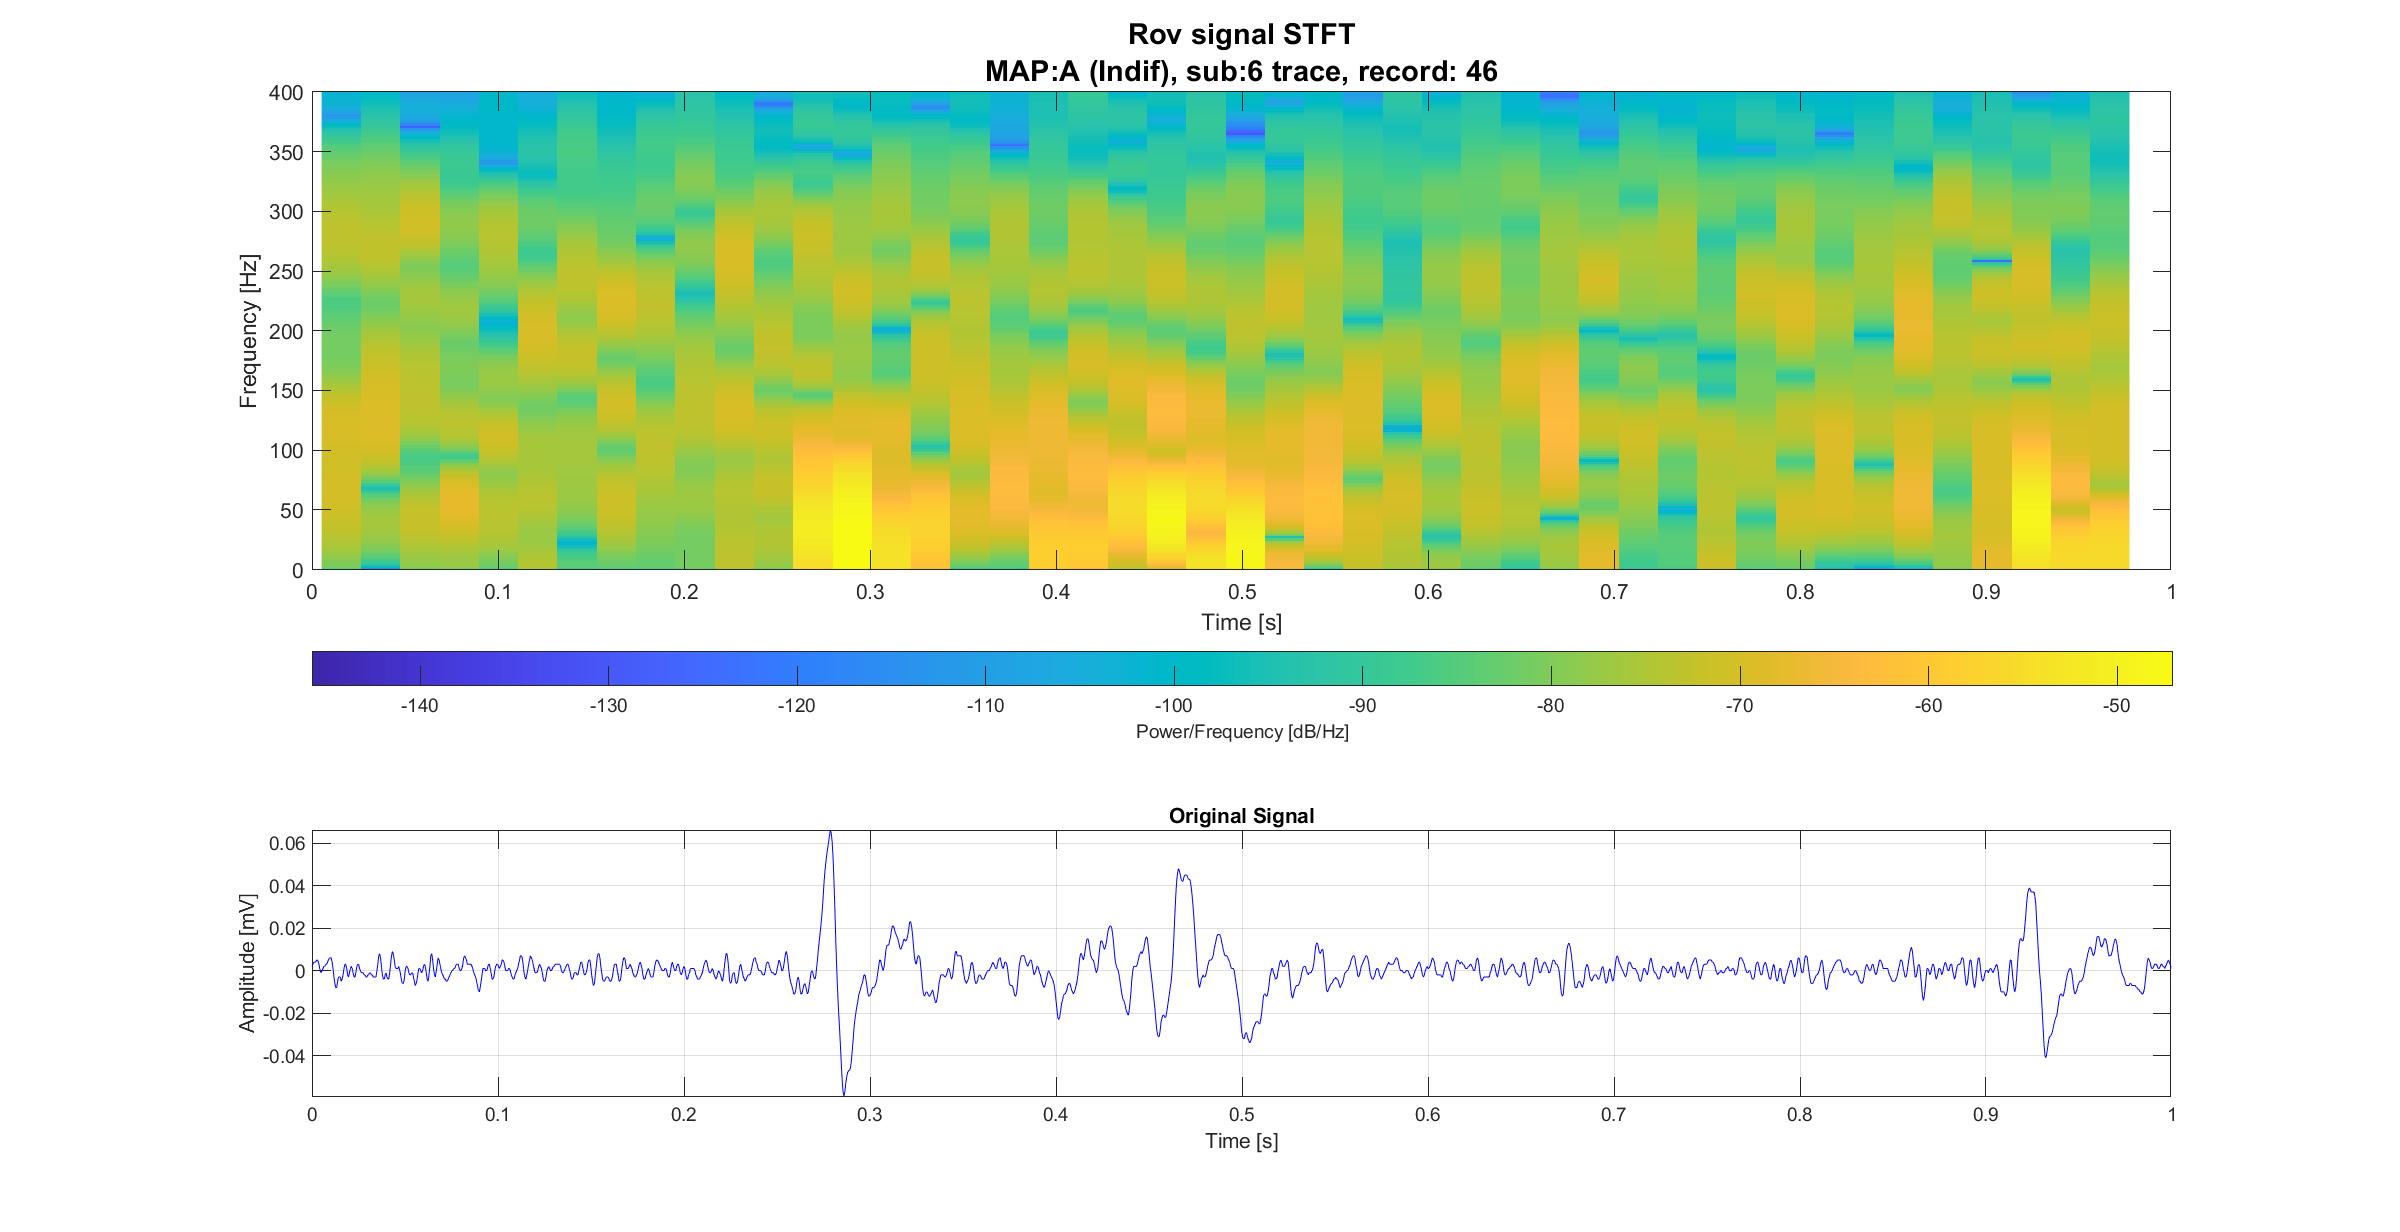 Rov signal STFT
MAP:A (Indif), sub:6 trace, record: 46
400
350
300
250
200
150
100
50
0
Frequency [Hz]
0 0.1 0.2 0.3 0.4 0.5 0.6 0.7 0.8 0.9 1
Time [s]
-140 -130 -120 -110 -100 -90 -80 -70 -60 -50
Power/Frequency [dB/Hz]
Original Signal
0.06
0.04
0.02
0
-0.02
-0.04
Amplitude [mV]
0 0.1 0.2 0.3 0.4 0.5 0.6 0.7 0.8 0.9 1
Time [s]